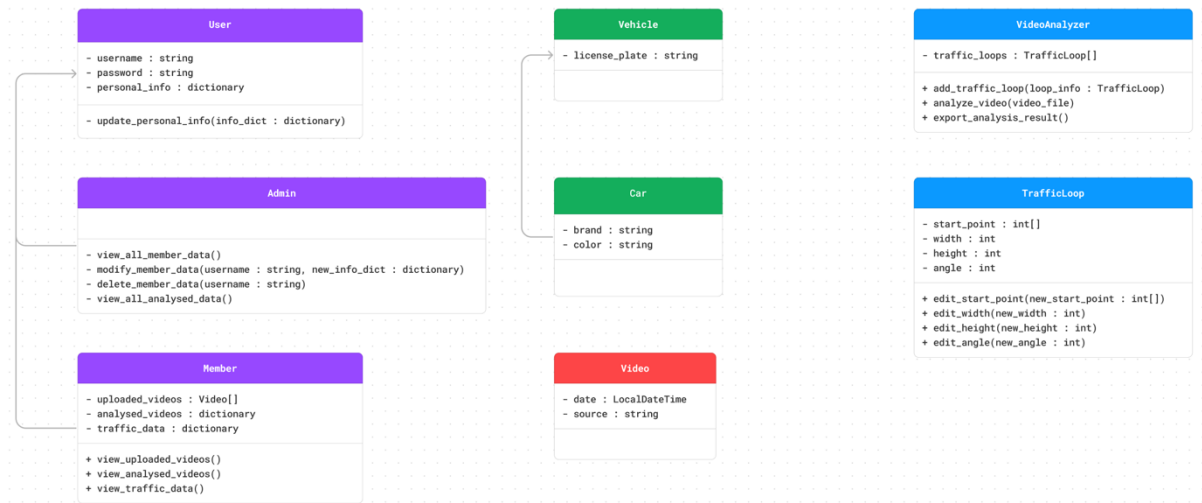 User
- username : string
- password : string
- personal_info : dictionary
- update_personal_info(info_dict : dictionary)
Admin
- view_all_member_data()
- modify_member_data(username : string, new_info_dict : dictionary)
- delete_member_data(username : string)
- view_all_analysed_data()
Member
- uploaded_videos : Video[]
- analysed_videos : dictionary
- traffic_data : dictionary
+ view_uploaded_videos()
+ view_analysed_videos()
+ view_traffic_data()
Vehicle
- license_plate : string
Car
- brand : string
- color : string
Video
- date : LocalDateTime
- source : string
VideoAnalyzer
- traffic_loops : TrafficLoop[]
+ add_traffic_loop(loop_info : TrafficLoop)
+ analyze_video(video_file)
+ export_analysis_result()
TrafficLoop
- start_point : int[]
- width : int
- height : int
- angle : int
+ edit_start_point(new_start_point : int[])
+ edit_width(new_width : int)
+ edit_height(new_height : int)
+ edit_angle(new_angle : int)